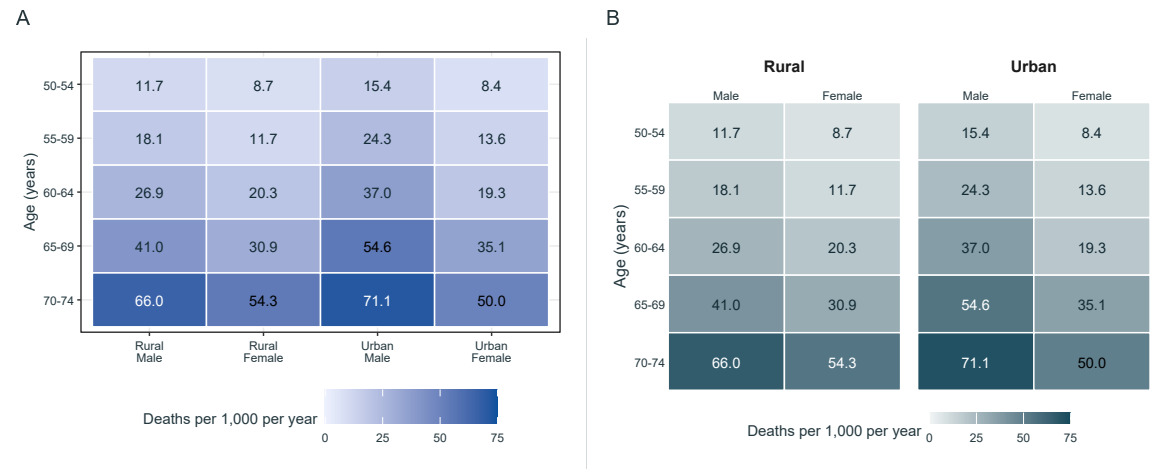 A
Age (years)
50-54 11.7 8.7 15.4 8.4
55-59 18.1 11.7 24.3 13.6
60-64 26.9 20.3 37.0 19.3
65-69 41.0 30.9 54.6 35.1
70-74 66.0 54.3 71.1 50.0
Rural Rural Urban Urban
Male Female Male Female
Deaths per 1,000 per year
0 25 50 75
B
Rural Urban
Male Female Male Female
Age (years)
50-54 11.7 8.7 15.4 8.4
55-59 18.1 11.7 24.3 13.6
60-64 26.9 20.3 37.0 19.3
65-69 41.0 30.9 54.6 35.1
70-74 66.0 54.3 71.1 50.0
Deaths per 1,000 per year
0 25 50 75